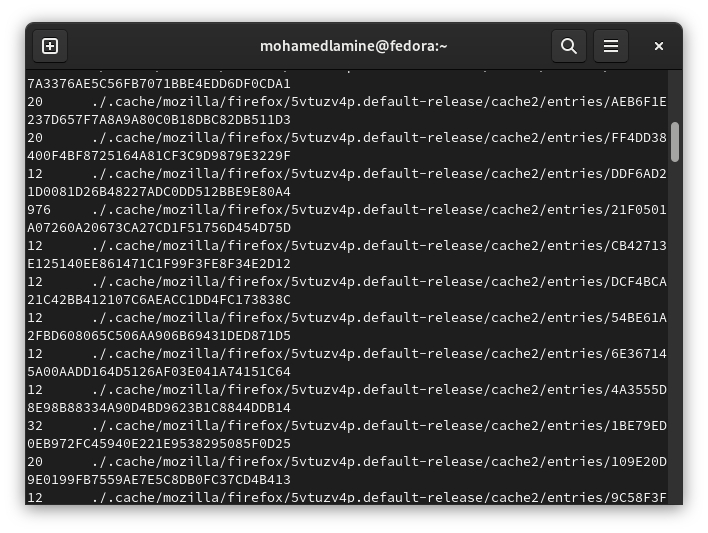 mohamedlamine@fedora:~
7A3376AE5C56FB7071BBE4EDD6DF0CDA1
20      ./.cache/mozilla/firefox/5vtuzv4p.default-release/cache2/entries/AEB6F1E
237D657F7A8A9A80C0B18DBC82DB511D3
20      ./.cache/mozilla/firefox/5vtuzv4p.default-release/cache2/entries/FF4DD38
400F4BF8725164A81CF3C9D9879E3229F
12      ./.cache/mozilla/firefox/5vtuzv4p.default-release/cache2/entries/DDF6AD2
1D0081D26B48227ADC0DD512BBE9E80A4
976     ./.cache/mozilla/firefox/5vtuzv4p.default-release/cache2/entries/21F0501
A07260A20673CA27CD1F51756D454D75D
12      ./.cache/mozilla/firefox/5vtuzv4p.default-release/cache2/entries/CB42713
E125140EE861471C1F99F3FE8F34E2D12
12      ./.cache/mozilla/firefox/5vtuzv4p.default-release/cache2/entries/DCF4BCA
21C42BB412107C6AEACC1DD4FC173838C
12      ./.cache/mozilla/firefox/5vtuzv4p.default-release/cache2/entries/54BE61A
2FBD608065C506AA906B69431DED871D5
12      ./.cache/mozilla/firefox/5vtuzv4p.default-release/cache2/entries/6E36714
5A00AADD164D5126AF03E041A74151C64
12      ./.cache/mozilla/firefox/5vtuzv4p.default-release/cache2/entries/4A3555D
8E98B88334A90D4BD9623B1C8844DDB14
32      ./.cache/mozilla/firefox/5vtuzv4p.default-release/cache2/entries/1BE79ED
0EB972FC45940E221E9538295085F0D25
20      ./.cache/mozilla/firefox/5vtuzv4p.default-release/cache2/entries/109E20D
9E0199FB7559AE7E5C8DB0FC37CD4B413
12      ./.cache/mozilla/firefox/5vtuzv4p.default-release/cache2/entries/9C58F3F